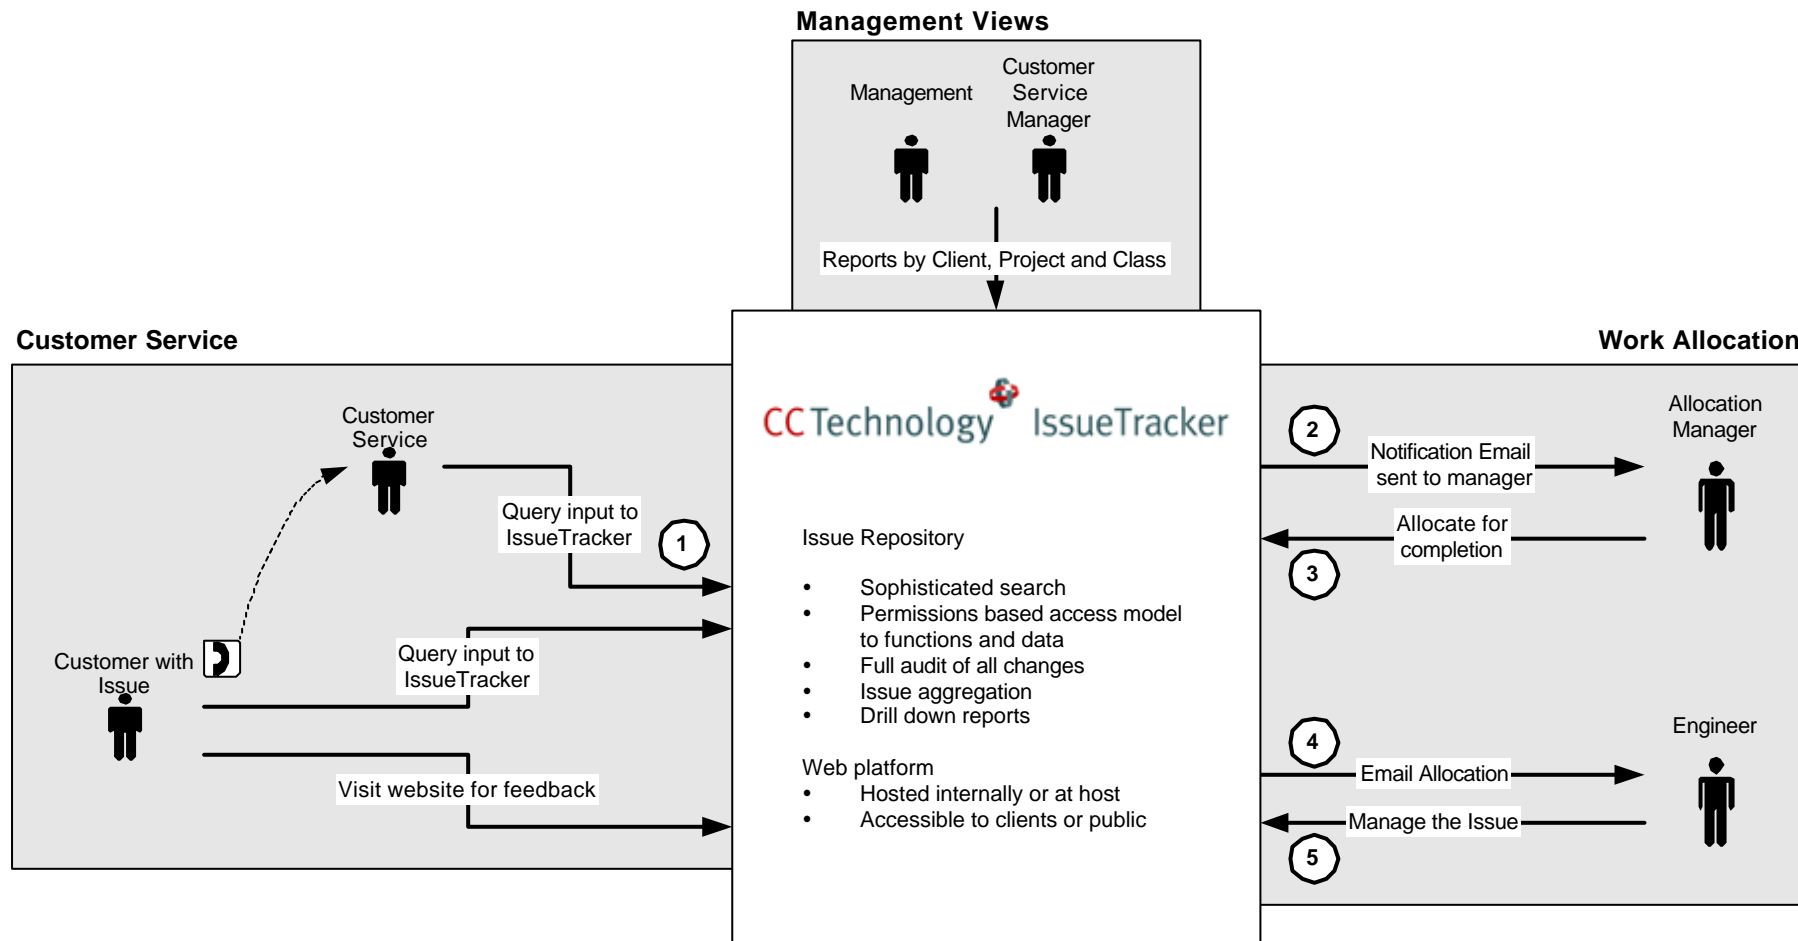 Management Views
Management
Customer
Service
Manager
Reports by Client, Project and Class
Customer Service
Customer
Service
Query input to
IssueTracker
1
Customer with
Issue
Query input to
IssueTracker
Visit website for feedback
CCTechnology IssueTracker
Issue Repository
• Sophisticated search
• Permissions based access model
to functions and data
• Full audit of all changes
• Issue aggregation
• Drill down reports
Web platform
• Hosted internally or at host
• Accessible to clients or public
Work Allocation
2
Notification Email
sent to manager
Allocation
Manager
Allocate for
completion
3
4
Email Allocation
Engineer
Manage the Issue
5